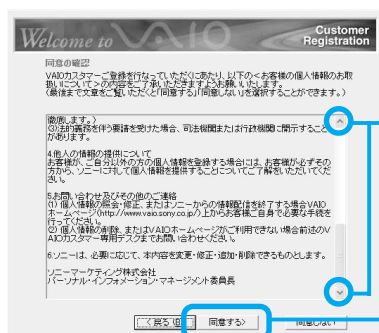 Welcome to VAIO
Customer
Registration
同意の確認
VAIOカスタマーご登録を行なっていただくにあたり、以下の<お客様の個人情報のお取
扱いについて>の内容をご了承いただきますようお願いいたします。
(最後まで文章をご覧いただくと「同意する」「同意しない」を選択することができます。)
徹底します。)
(3)法的義務を伴う要請を受けた場合、司法機関または行政機関に開示すること
があります。
4.他人の情報の提供について
お客様が、ご自分以外の方の個人情報を登録する場合には、お客様が必ずその
方から、ソニーに対して個人情報を提供することについてご了解をいただいてくだ
さい。
5.お問い合わせ及びその他のご連絡
(1) 個人情報の照会・修正、またはソニーからの情報配信を終了する場合VAIO
ホームページ(http://www.vaio.sony.co.jp/)上からお客様ご自身で必要な手続を
行ってください。
(2) 個人情報の削除、またはVAIOホームページがご利用できない場合前述のV
AIOカスタマー専用デスクまでお問い合わせください。
6.ソニーは、必要に応じて、本内容を変更・修正・追加・削除できるものとします。
ソニーマーケティング株式会社
パーソナル・インフォメーション・マネージメント委員長
<戻る(B)
同意する>
同意しない